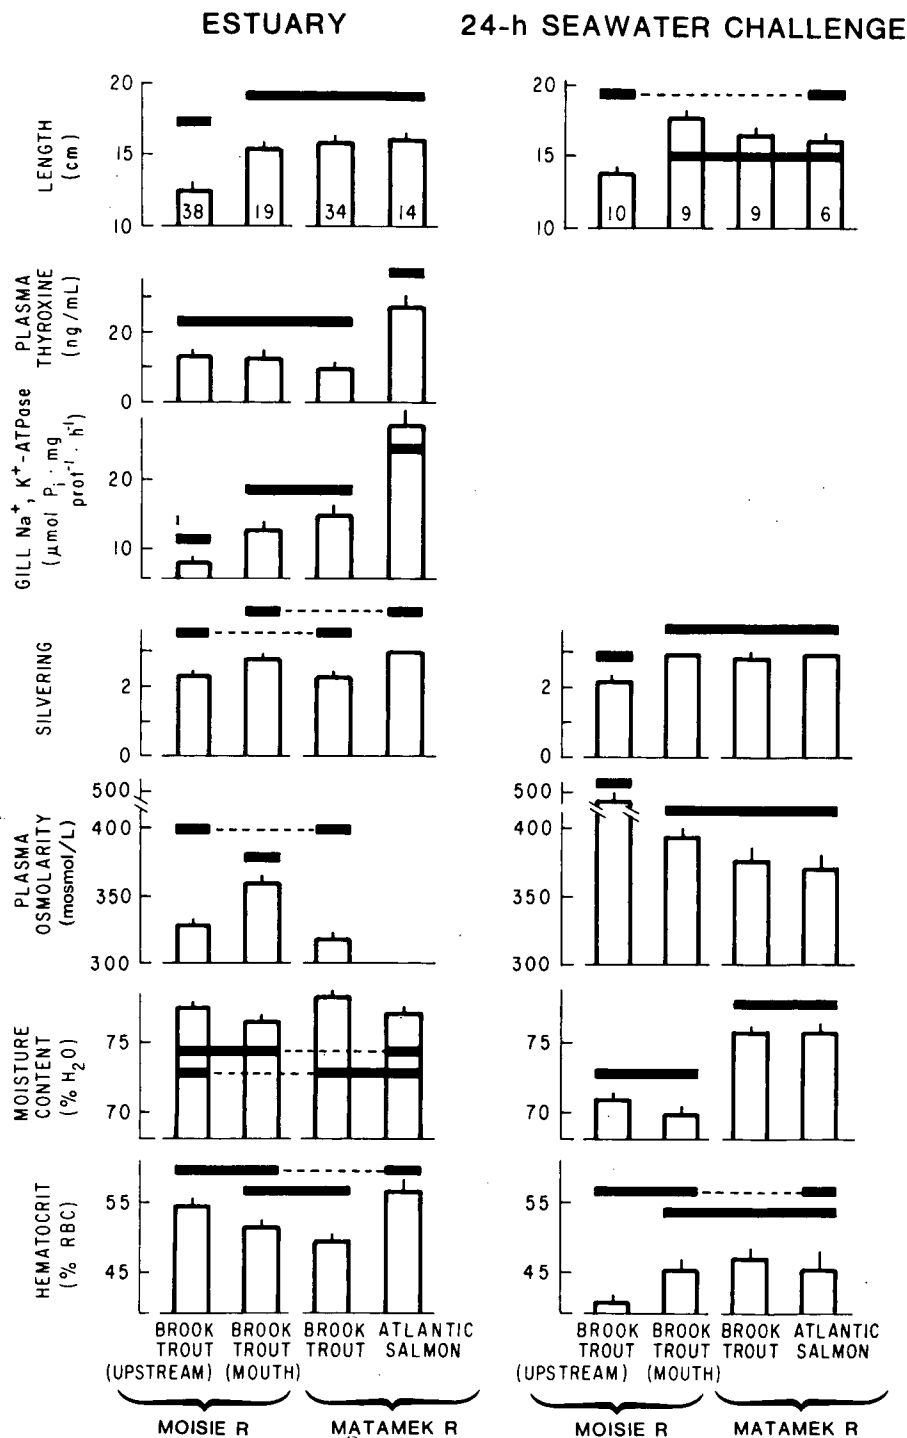 ESTUARY
24-h SEAWATER CHALLENGE
LENGTH
(cm)
20
15
10
38
19
34
14
20
15
10
10
9
9
6
PLASMA
THYROXINE
(ng/mL)
20
0
GILL Na+, K+-ATPase
(µmol Pi · mg
prot-1 · h-1)
20
10
SILVERING
2
0
2
0
PLASMA
OSMOLARITY
(mosmol/L)
500
400
350
300
500
400
350
300
MOISTURE
CONTENT
(% H2O)
75
70
75
70
HEMATOCRIT
(% RBC)
55
45
55
45
BROOK TROUT (UPSTREAM)
BROOK TROUT (MOUTH)
BROOK TROUT
ATLANTIC SALMON
MOISIE R
MATAMEK R
BROOK TROUT (UPSTREAM)
BROOK TROUT (MOUTH)
BROOK TROUT
ATLANTIC SALMON
MOISIE R
MATAMEK R